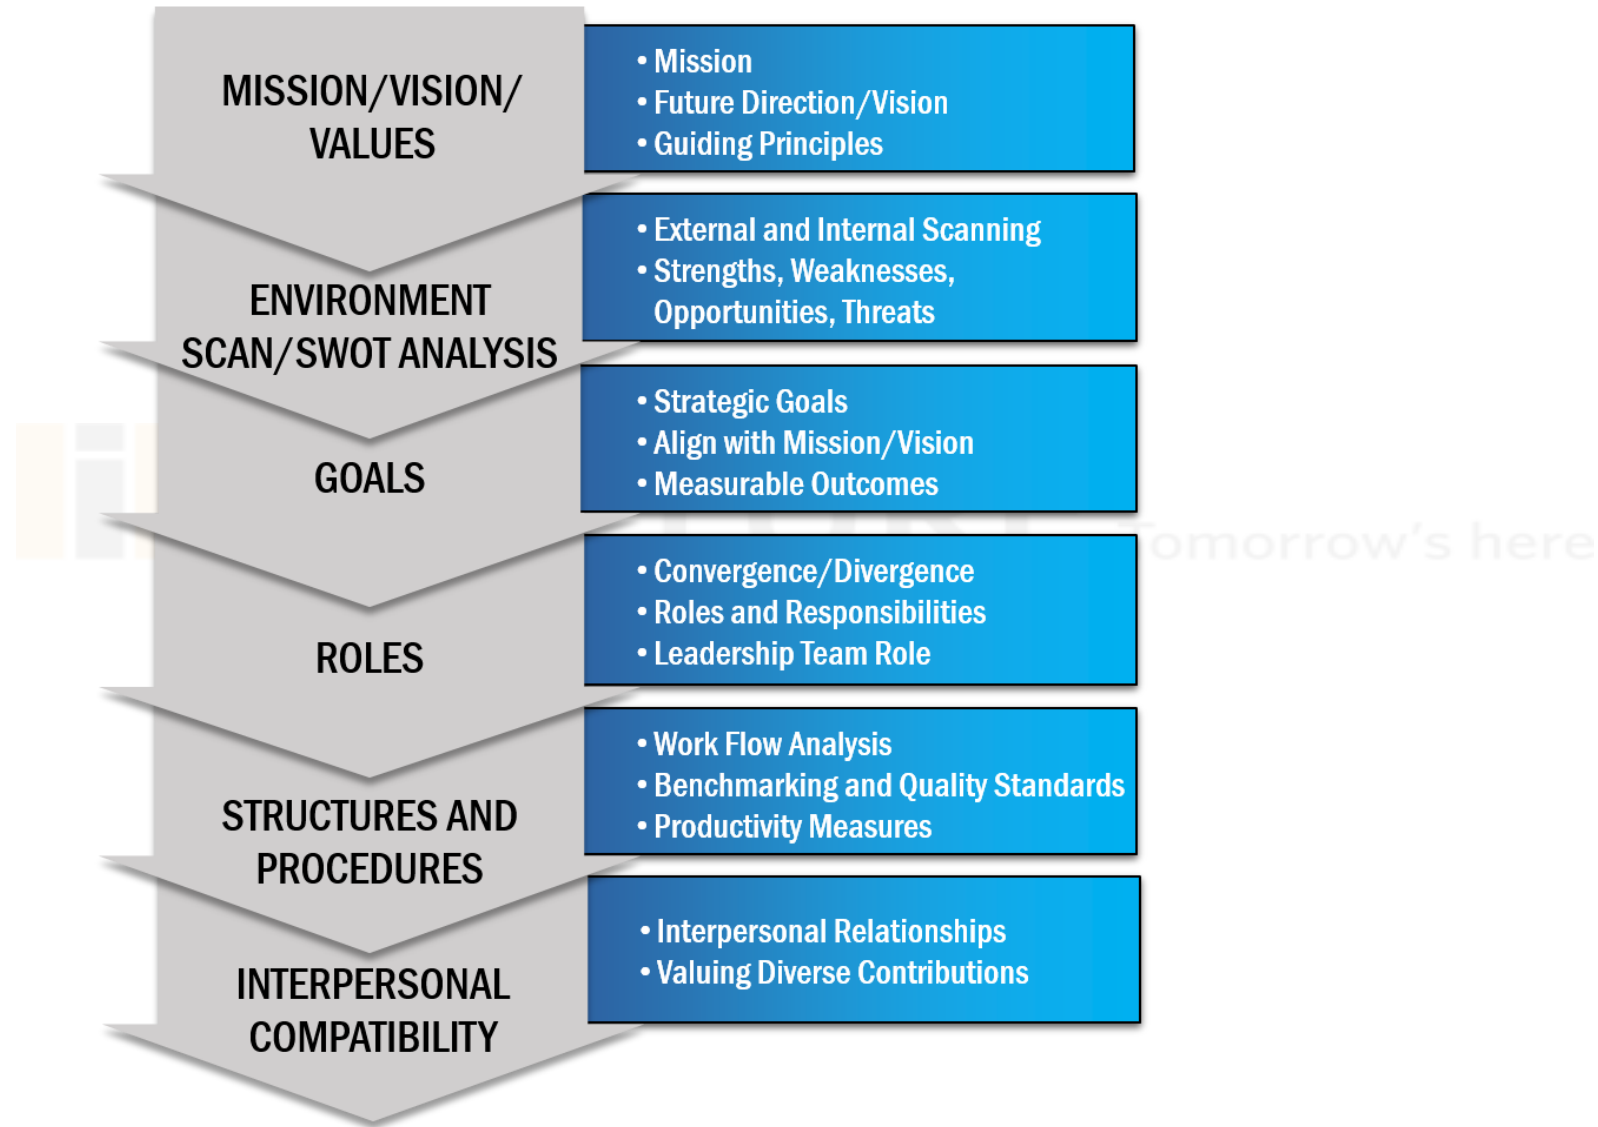 MISSION/VISION/
VALUES
• Mission
• Future Direction/Vision
• Guiding Principles
ENVIRONMENT
SCAN/SWOT ANALYSIS
• External and Internal Scanning
• Strengths, Weaknesses,
Opportunities, Threats
GOALS
• Strategic Goals
• Align with Mission/Vision
• Measurable Outcomes
Tomorrow's here
ROLES
• Convergence/Divergence
• Roles and Responsibilities
• Leadership Team Role
STRUCTURES AND
PROCEDURES
• Work Flow Analysis
• Benchmarking and Quality Standards
• Productivity Measures
INTERPERSONAL
COMPATIBILITY
• Interpersonal Relationships
• Valuing Diverse Contributions